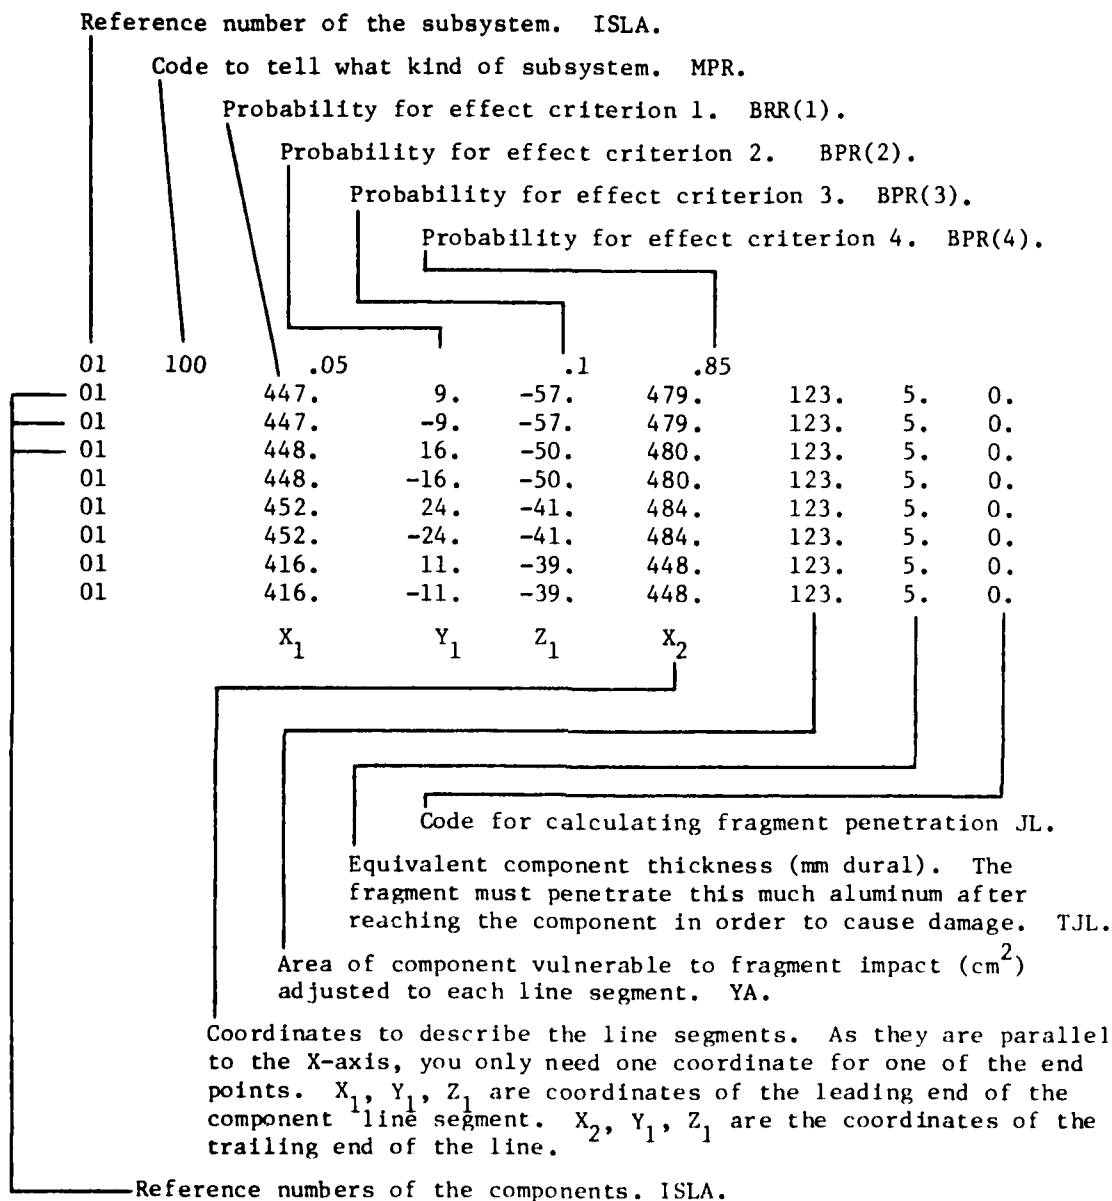 Reference number of the subsystem. ISLA.
Code to tell what kind of subsystem. MPR.
Probability for effect criterion 1. BRR(1).
Probability for effect criterion 2. BPR(2).
Probability for effect criterion 3. BPR(3).
Probability for effect criterion 4. BPR(4).
01 100 .05 .1 .85
01 447. 9. -57. 479. 123. 5. 0.
01 447. -9. -57. 479. 123. 5. 0.
01 448. 16. -50. 480. 123. 5. 0.
01 448. -16. -50. 480. 123. 5. 0.
01 452. 24. -41. 484. 123. 5. 0.
01 452. -24. -41. 484. 123. 5. 0.
01 416. 11. -39. 448. 123. 5. 0.
01 416. -11. -39. 448. 123. 5. 0.
X1 Y1 Z1 X2
Code for calculating fragment penetration JL.
Equivalent component thickness (mm dural). The
fragment must penetrate this much aluminum after
reaching the component in order to cause damage. TJL.
Area of component vulnerable to fragment impact (cm2)
adjusted to each line segment. YA.
Coordinates to describe the line segments. As they are parallel
to the X-axis, you only need one coordinate for one of the end
points. X1, Y1, Z1 are coordinates of the leading end of the
component line segment. X2, Y1, Z1 are the coordinates of the
trailing end of the line.
Reference numbers of the components. ISLA.